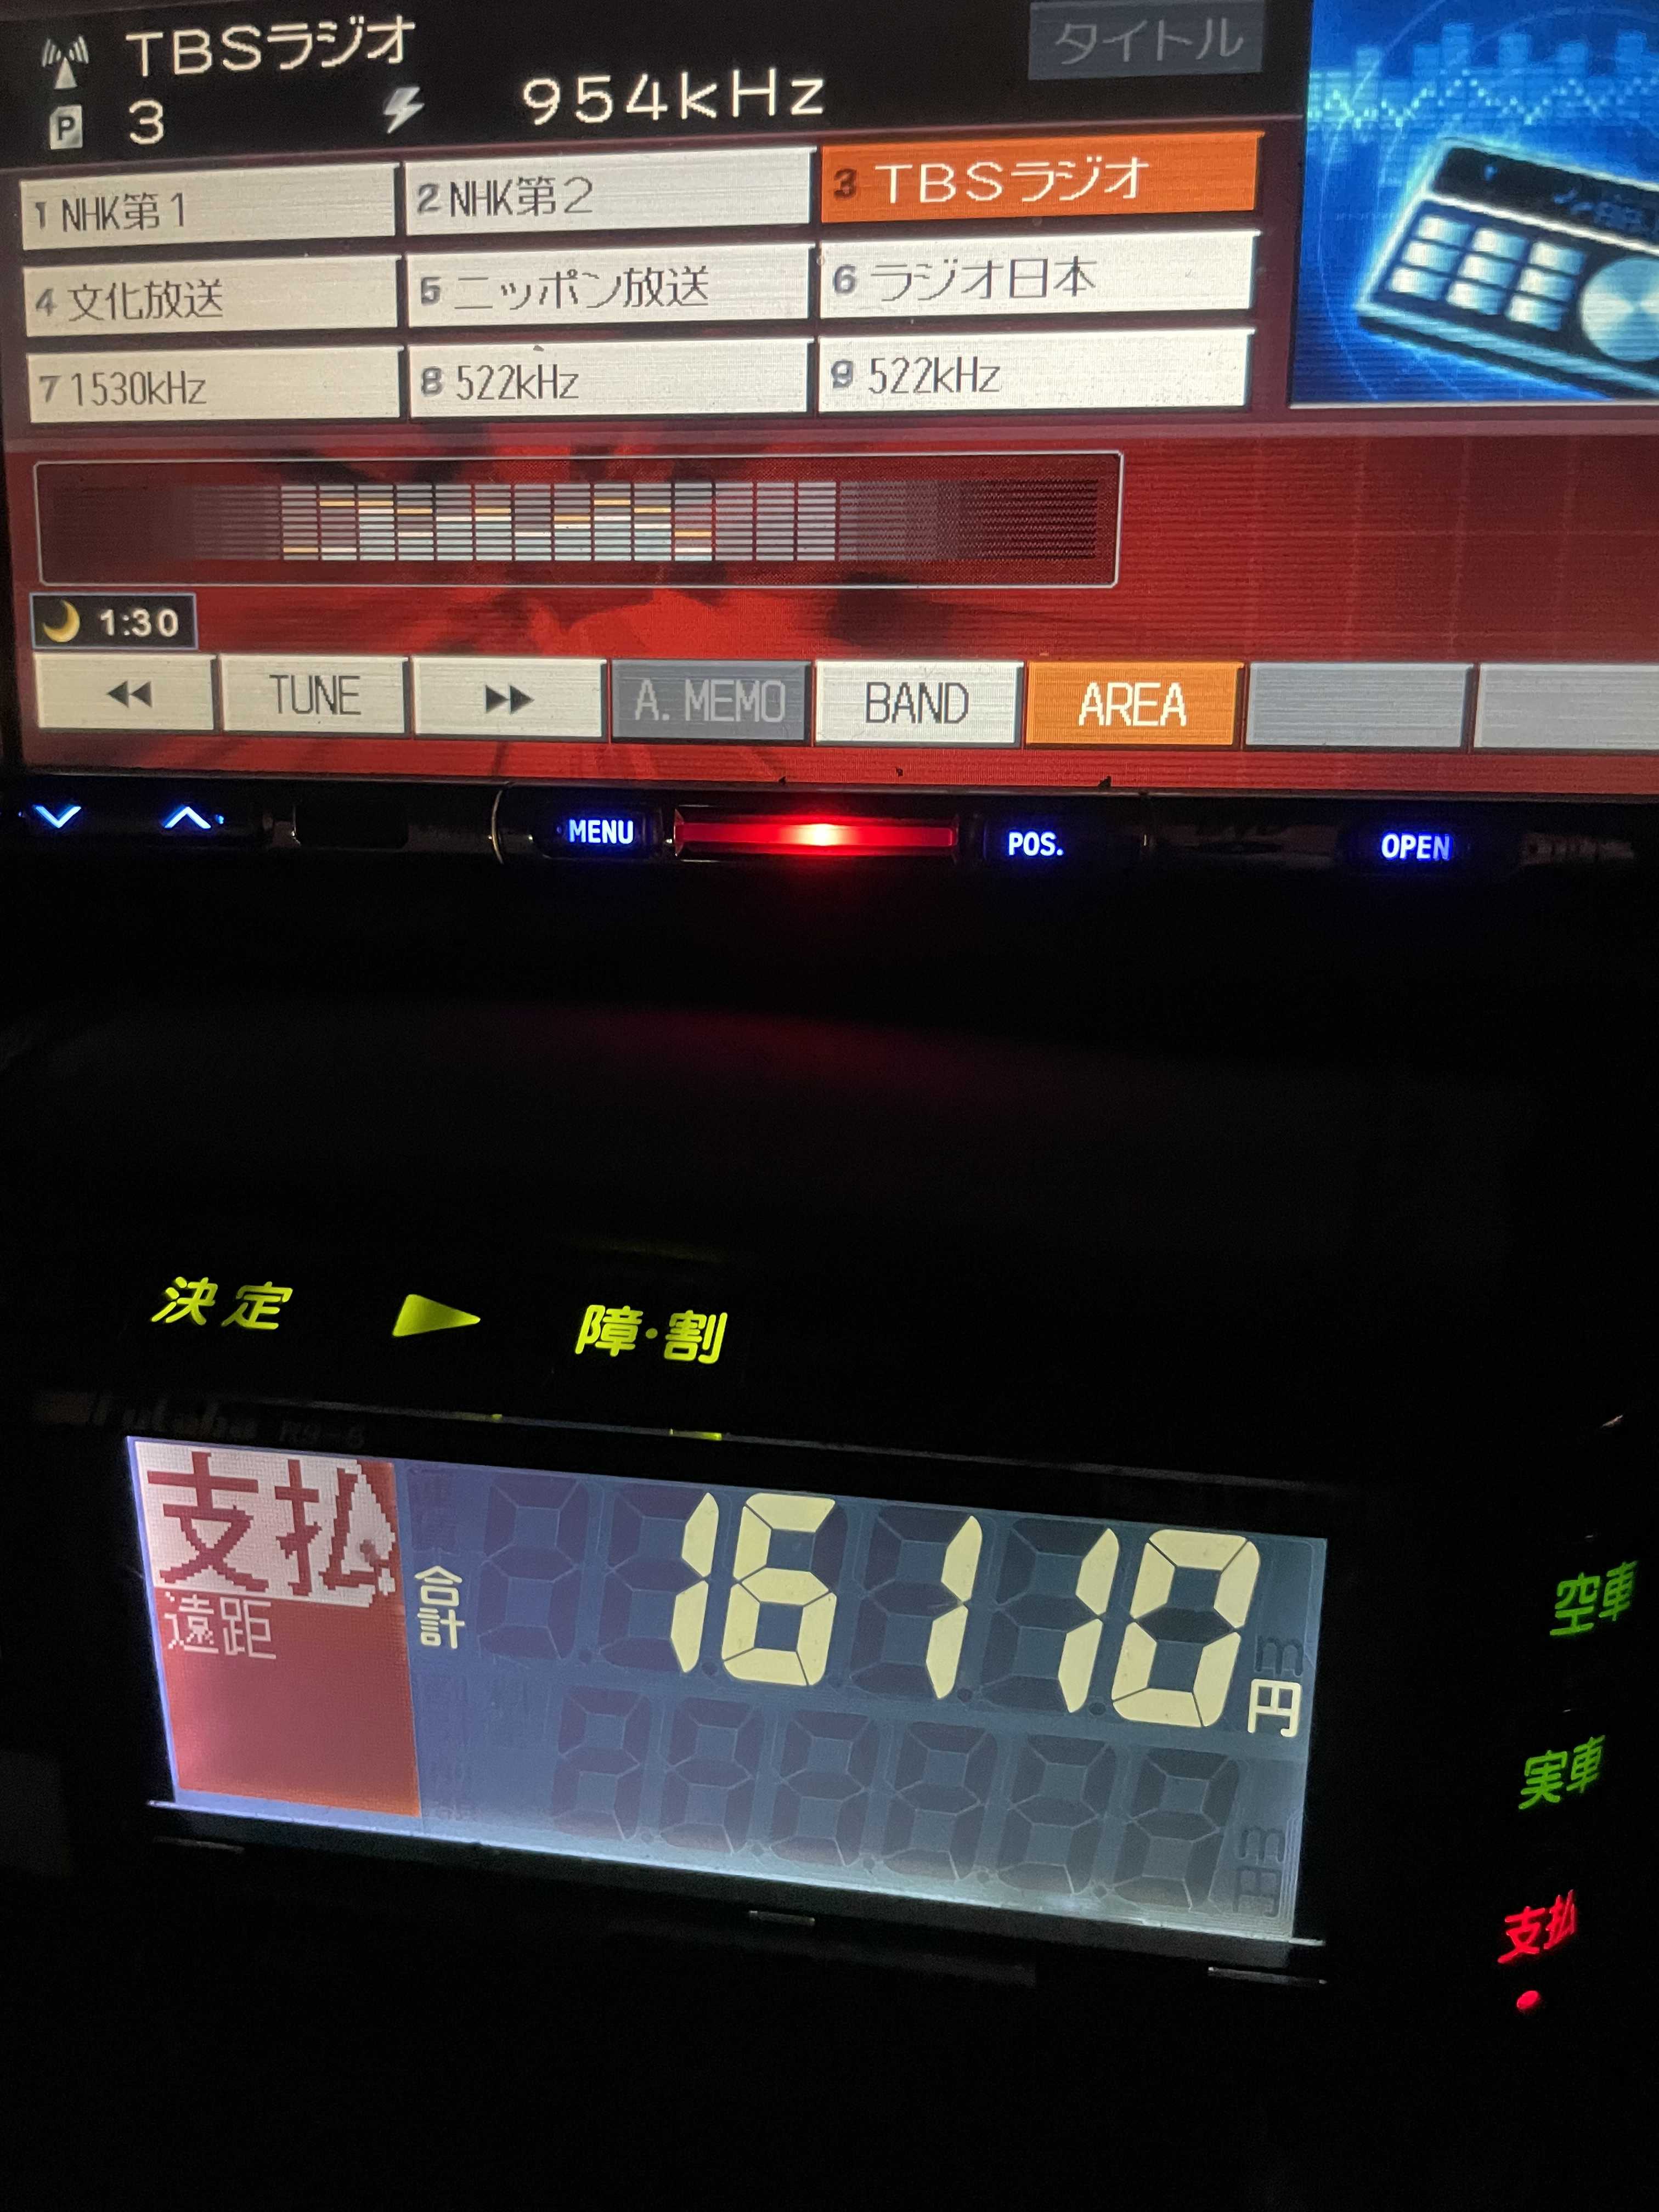 TBSラジオ タイトル
P 3 954kHz
1 NHK第1 2 NHK第2 3 TBSラジオ
4 文化放送 5 ニッポン放送 6 ラジオ日本
7 1530kHz 8 522kHz 9 522kHz
1:30
TUNE A.MEMO BAND AREA
MENU POS. OPEN
決定 障・割
Futaba R9-6
支払 合計 16110 円
遠距
空車
実車
支払